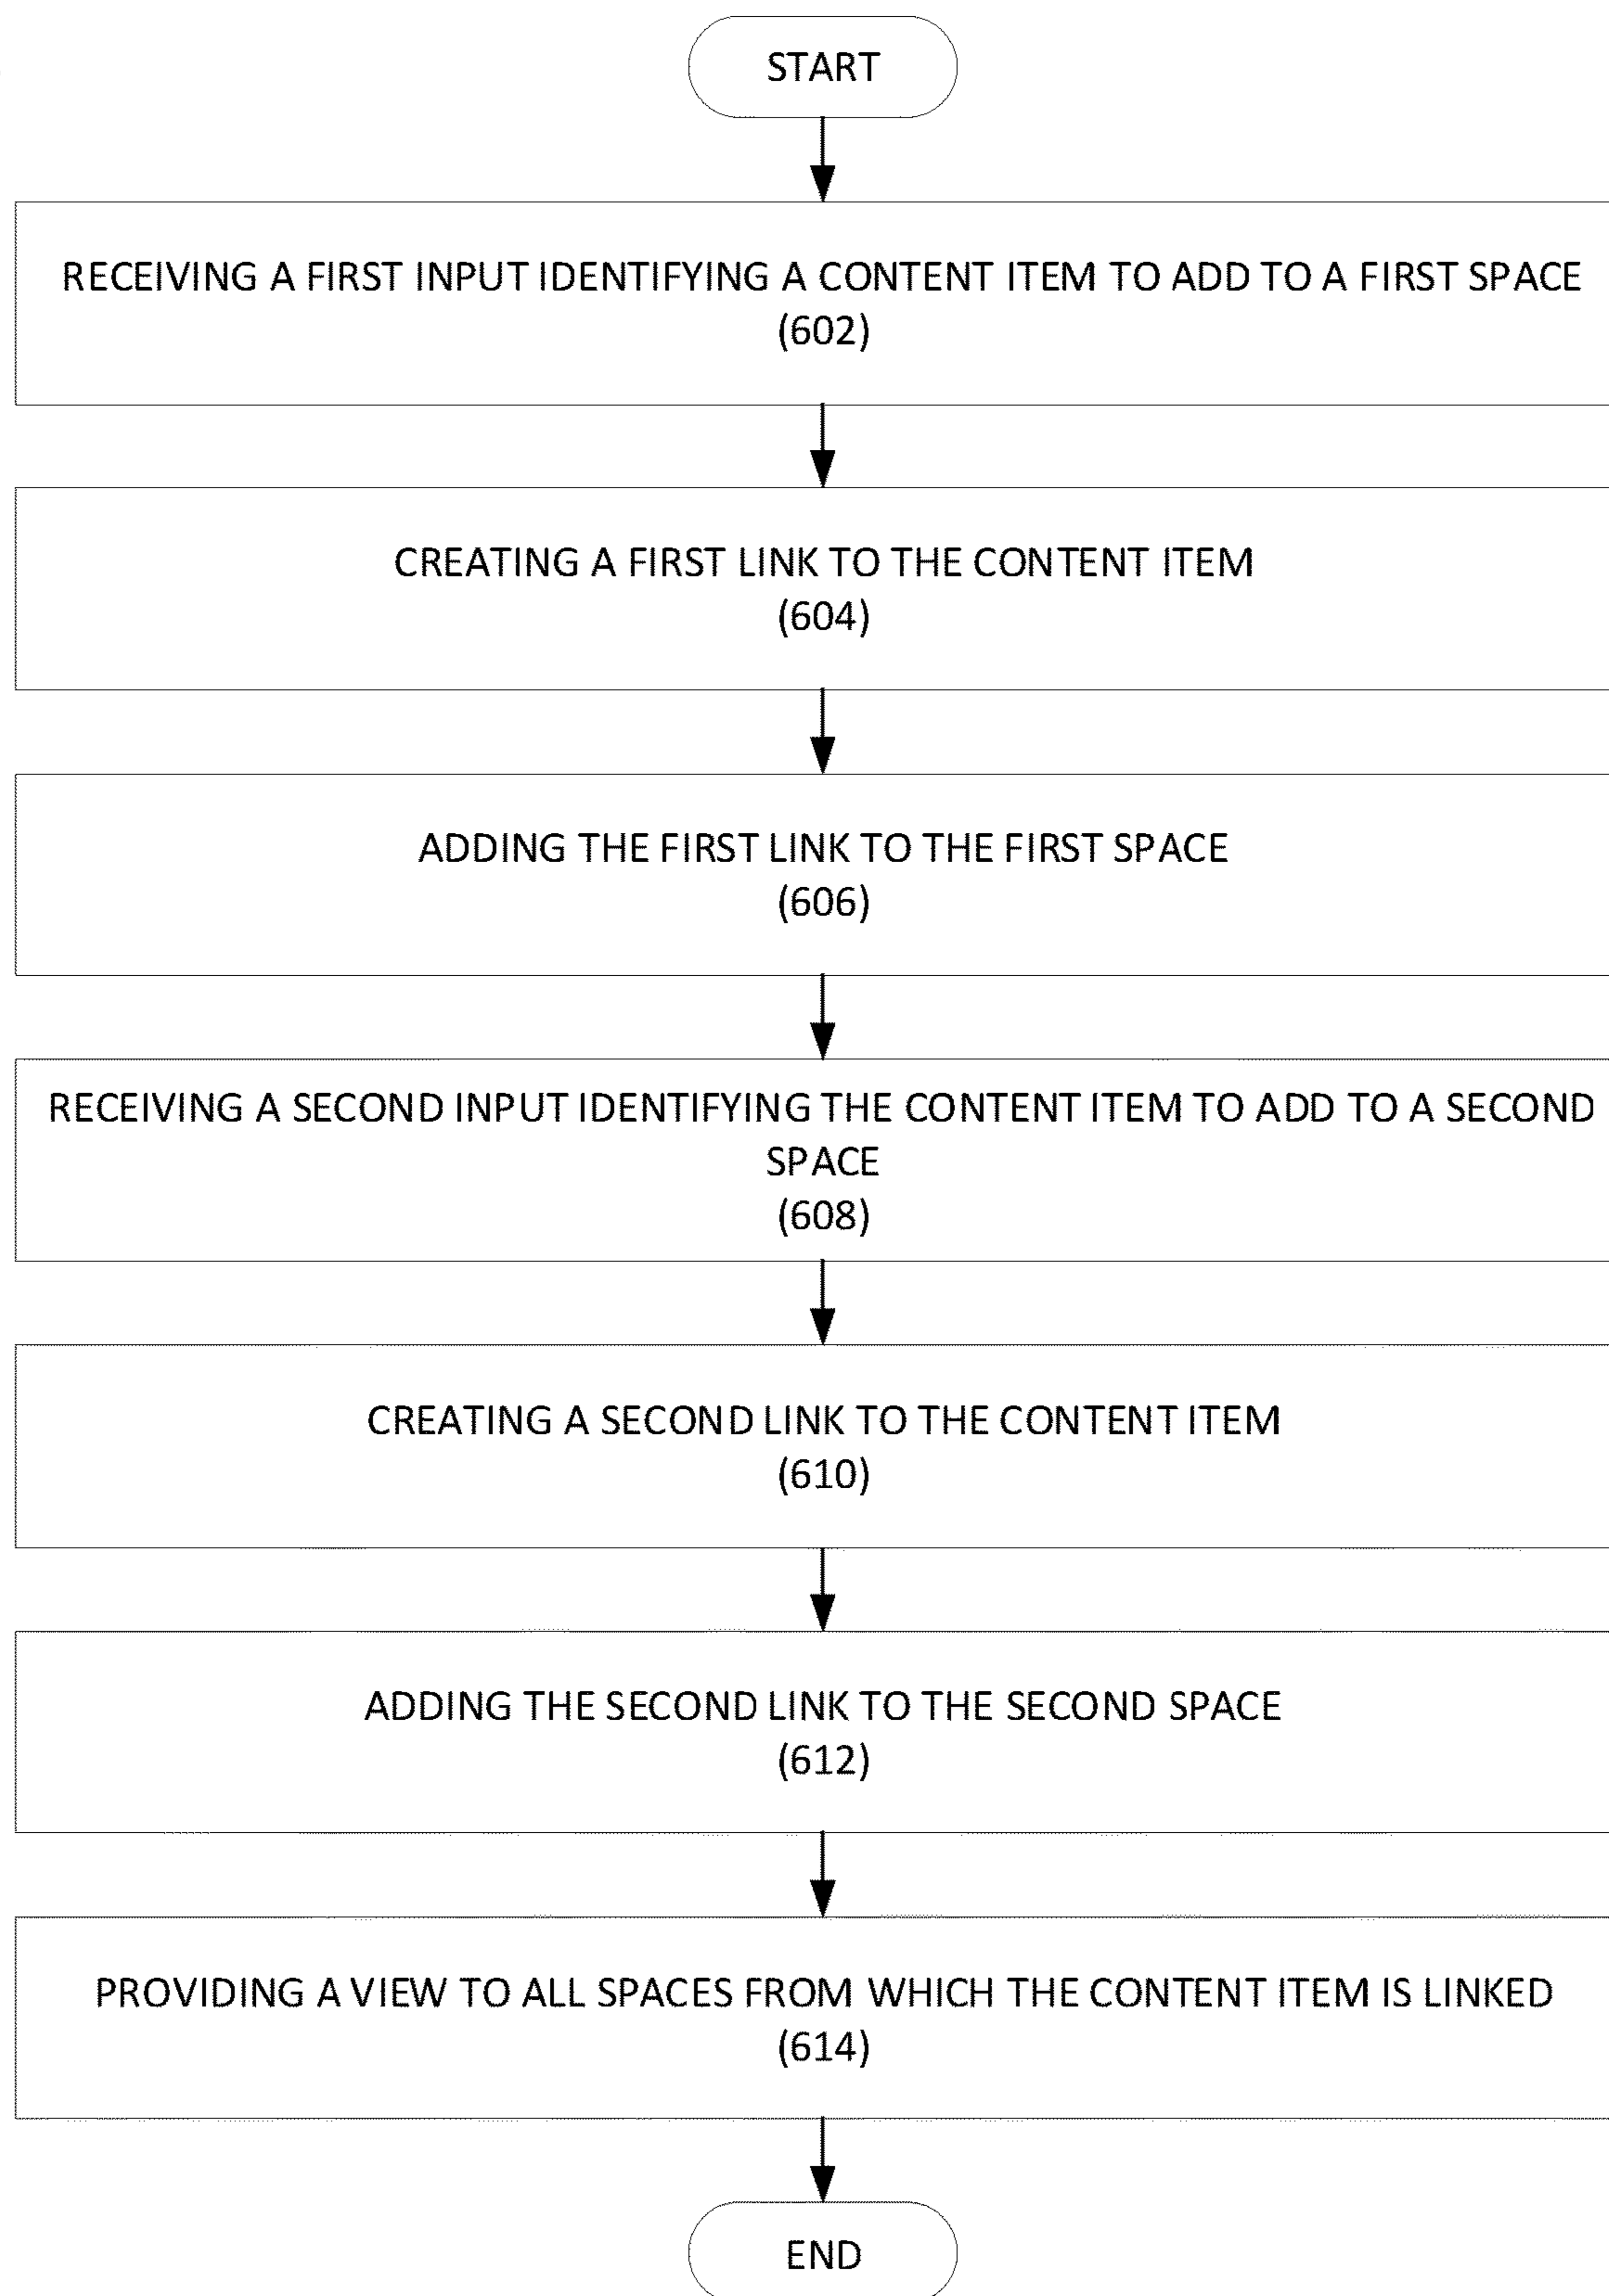 START
RECEIVING A FIRST INPUT IDENTIFYING A CONTENT ITEM TO ADD TO A FIRST SPACE
(602)
CREATING A FIRST LINK TO THE CONTENT ITEM
(604)
ADDING THE FIRST LINK TO THE FIRST SPACE
(606)
RECEIVING A SECOND INPUT IDENTIFYING THE CONTENT ITEM TO ADD TO A SECOND
SPACE
(608)
CREATING A SECOND LINK TO THE CONTENT ITEM
(610)
ADDING THE SECOND LINK TO THE SECOND SPACE
(612)
PROVIDING A VIEW TO ALL SPACES FROM WHICH THE CONTENT ITEM IS LINKED
(614)
END